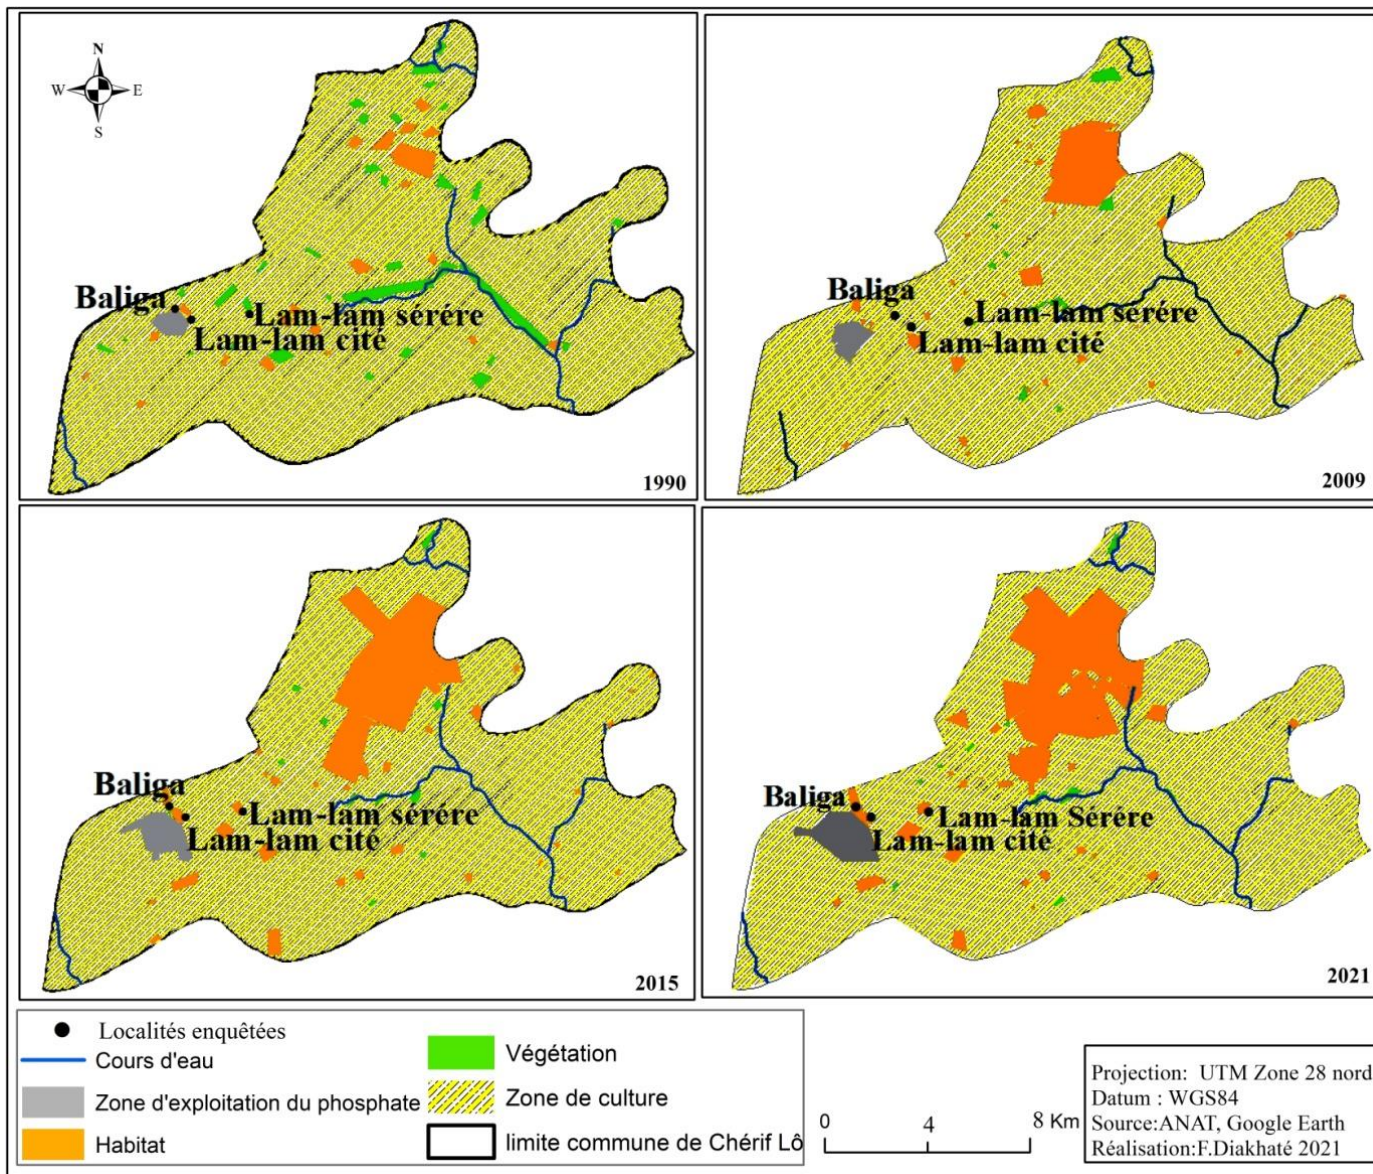 N
W E
S
Baliga
Lam-lam sérére
Lam-lam cité
1990
Baliga
Lam-lam sérére
Lam-lam cité
2009
Baliga
Lam-lam sérére
Lam-lam cité
2015
Baliga
Lam-lam Sérére
Lam-lam cité
2021
Localités enquêtées
Cours d'eau
Zone d'exploitation du phosphate
Habitat
Végétation
Zone de culture
limite commune de Chérif Lô
0 4 8 Km
Projection: UTM Zone 28 nord
Datum : WGS84
Source:ANAT, Google Earth
Réalisation:F.Diakhaté 2021